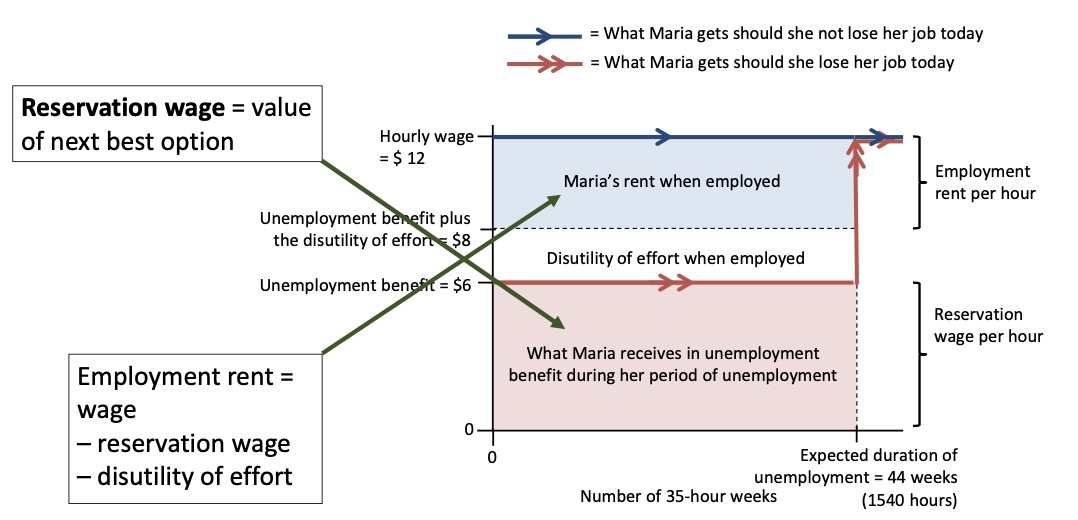 = What Maria gets should she not lose her job today
= What Maria gets should she lose her job today
Reservation wage = value
of next best option
Hourly wage
= $ 12
Maria's rent when employed
Employment
rent per hour
Unemployment benefit plus
the disutility of effort = $8
Disutility of effort when employed
Unemployment benefit = $6
Reservation
wage per hour
What Maria receives in unemployment
benefit during her period of unemployment
Employment rent =
wage
– reservation wage
– disutility of effort
0
0
Expected duration of
unemployment = 44 weeks
(1540 hours)
Number of 35-hour weeks